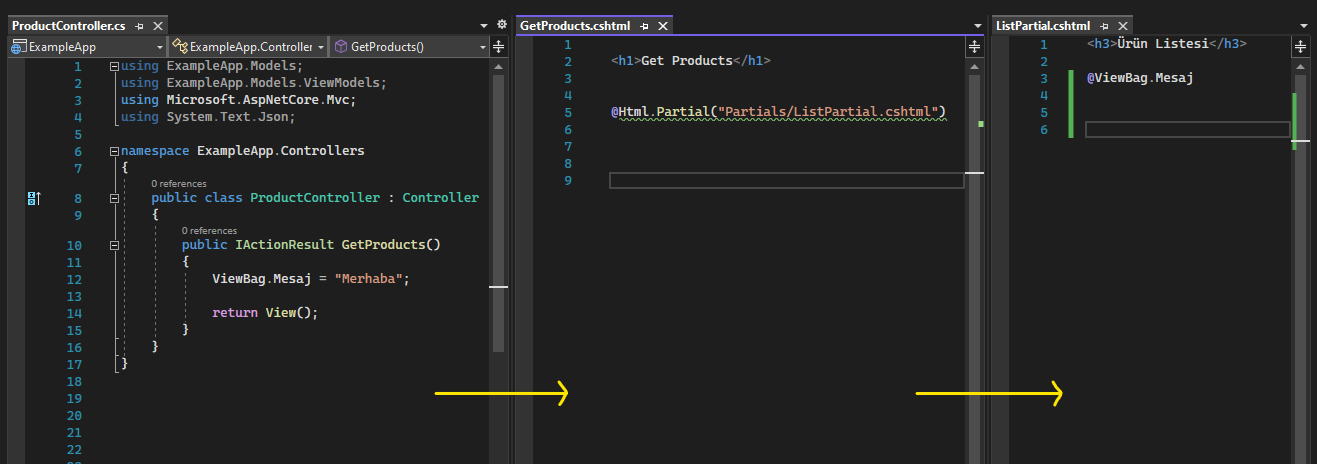 ProductController.cs
ExampleApp
ExampleApp.Controller
GetProducts()
1 using ExampleApp.Models;
2 using ExampleApp.Models.ViewModels;
3 using Microsoft.AspNetCore.Mvc;
4 using System.Text.Json;
5
6 namespace ExampleApp.Controllers
7 {
0 references
8 public class ProductController : Controller
9 {
0 references
10 public IActionResult GetProducts()
11 {
12 ViewBag.Mesaj = "Merhaba";
13
14 return View();
15 }
16 }
17 }
18
19
20
21
22
GetProducts.cshtml
1
2 <h1>Get Products</h1>
3
4
5 @Html.Partial("Partials/ListPartial.cshtml")
6
7
8
9
ListPartial.cshtml
1 <h3>Ürün Listesi</h3>
2
3 @ViewBag.Mesaj
4
5
6